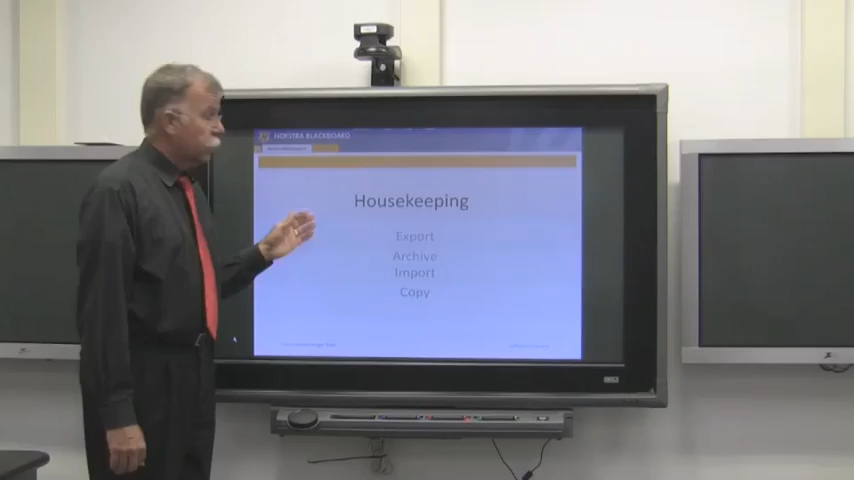 HOFSTRA BLACKBOARD
Housekeeping
Export
Archive
Import
Copy